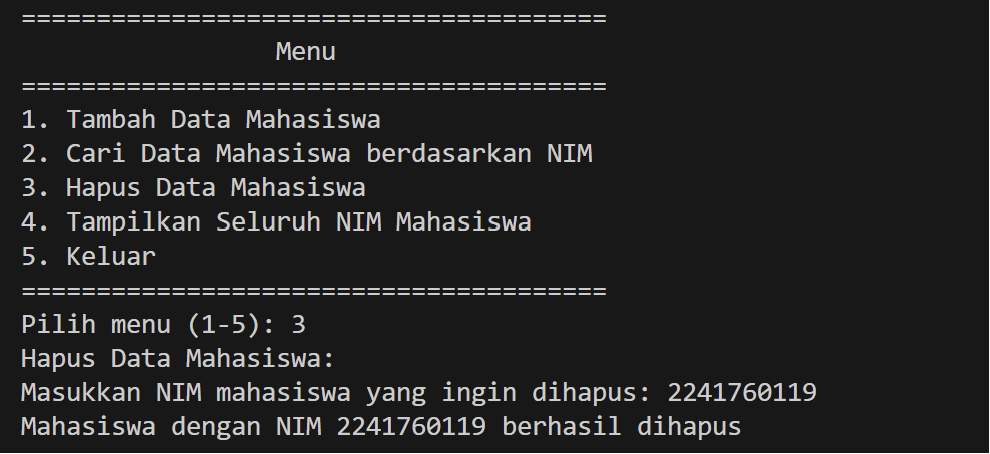 =======================================
Menu
=======================================
1. Tambah Data Mahasiswa
2. Cari Data Mahasiswa berdasarkan NIM
3. Hapus Data Mahasiswa
4. Tampilkan Seluruh NIM Mahasiswa
5. Keluar
=======================================
Pilih menu (1-5): 3
Hapus Data Mahasiswa:
Masukkan NIM mahasiswa yang ingin dihapus: 2241760119
Mahasiswa dengan NIM 2241760119 berhasil dihapus